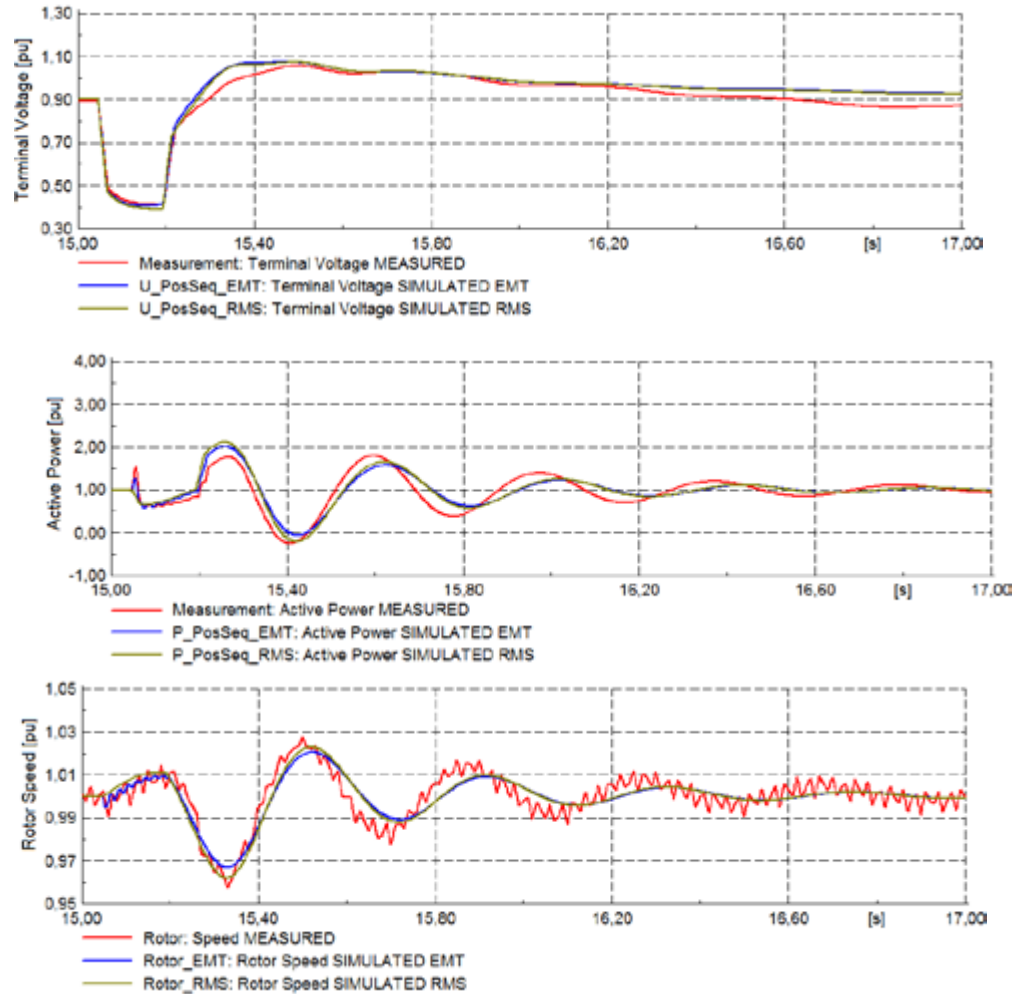 Terminal Voltage [pu]
1.10
0.90
0.70
0.50
0.30
15,00 15,40 15,80 16,20 16,60 [s] 17,00
Measurement: Terminal Voltage MEASURED
U_PosSeq_EMT: Terminal Voltage SIMULATED EMT
U_PosSeq_RMS: Terminal Voltage SIMULATED RMS
Active Power [pu]
4,00
3,00
2,00
1,00
0,00
-1,00
15,00 15,40 15,80 16,20 16,60 [s] 17,00
Measurement: Active Power MEASURED
P_PosSeq_EMT: Active Power SIMULATED EMT
P_PosSeq_RMS: Active Power SIMULATED RMS
Rotor Speed [pu]
1,05
1,03
1,01
0,99
0,97
0,95
15,00 15,40 15,80 16,20 16,60 [s] 17,00
Rotor: Speed MEASURED
Rotor_EMT: Rotor Speed SIMULATED EMT
Rotor_RMS: Rotor Speed SIMULATED RMS